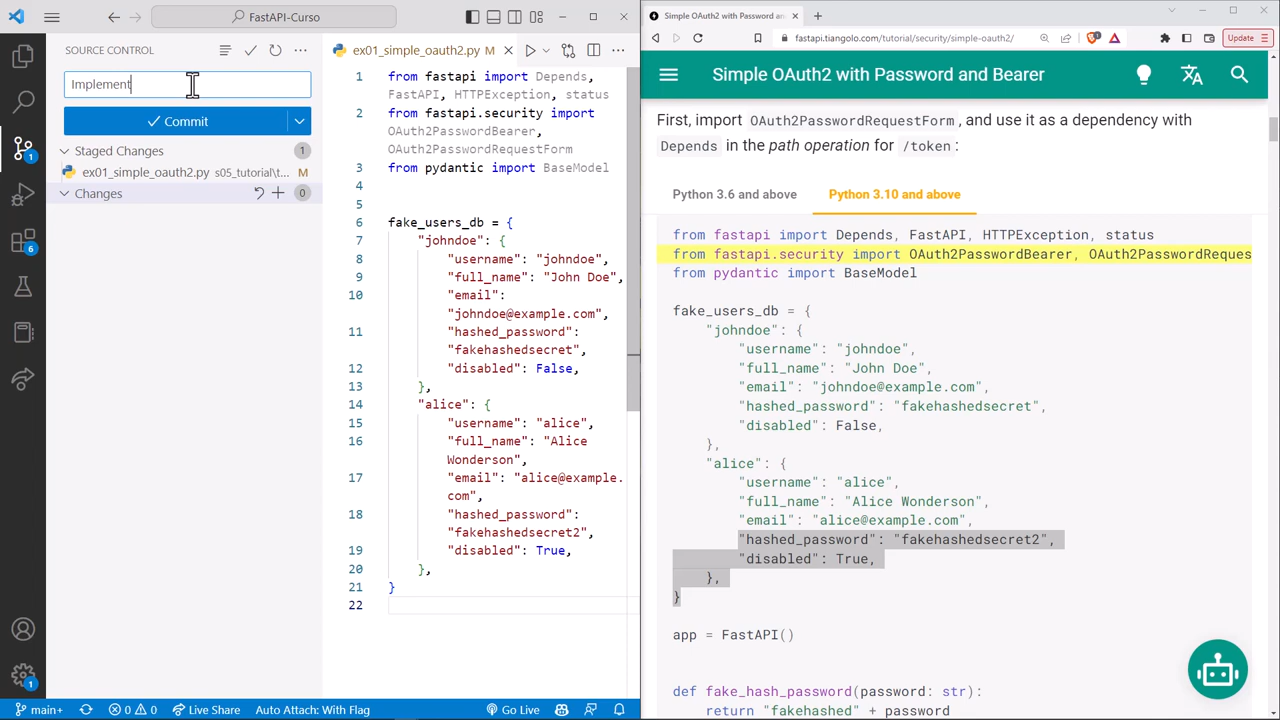 FastAPI-Curso
SOURCE CONTROL
Implement
Commit
Staged Changes
1
ex01_simple_oauth2.py s05_tutorial\t... M
Changes
0
1
6
1
ex01_simple_oauth2.py M
1 from fastapi import Depends,
FastAPI, HTTPException, status
2 from fastapi.security import
OAuth2PasswordBearer,
OAuth2PasswordRequestForm
3 from pydantic import BaseModel
4
5
6 fake_users_db = {
7 "johndoe": {
8 "username": "johndoe",
9 "full_name": "John Doe",
10 "email":
"johndoe@example.com",
11 "hashed_password":
"fakehashedsecret",
12 "disabled": False,
13 },
14 "alice": {
15 "username": "alice",
16 "full_name": "Alice
Wonderson",
17 "email": "alice@example.
com",
18 "hashed_password":
"fakehashedsecret2",
19 "disabled": True,
20 },
21 }
22
main+
0 0
Live Share
Auto Attach: With Flag
Go Live
Simple OAuth2 with Password and Bearer
fastapi.tiangolo.com/tutorial/security/simple-oauth2/
1
Update
Simple OAuth2 with Password and Bearer
First, import OAuth2PasswordRequestForm, and use it as a dependency with
Depends in the path operation for /token:
Python 3.6 and above
Python 3.10 and above
from fastapi import Depends, FastAPI, HTTPException, status
from fastapi.security import OAuth2PasswordBearer, OAuth2PasswordReques
from pydantic import BaseModel
fake_users_db = {
"johndoe": {
"username": "johndoe",
"full_name": "John Doe",
"email": "johndoe@example.com",
"hashed_password": "fakehashedsecret",
"disabled": False,
},
"alice": {
"username": "alice",
"full_name": "Alice Wonderson",
"email": "alice@example.com",
"hashed_password": "fakehashedsecret2",
"disabled": True,
},
}
app = FastAPI()
def fake_hash_password(password: str):
return "fakehashed" + password